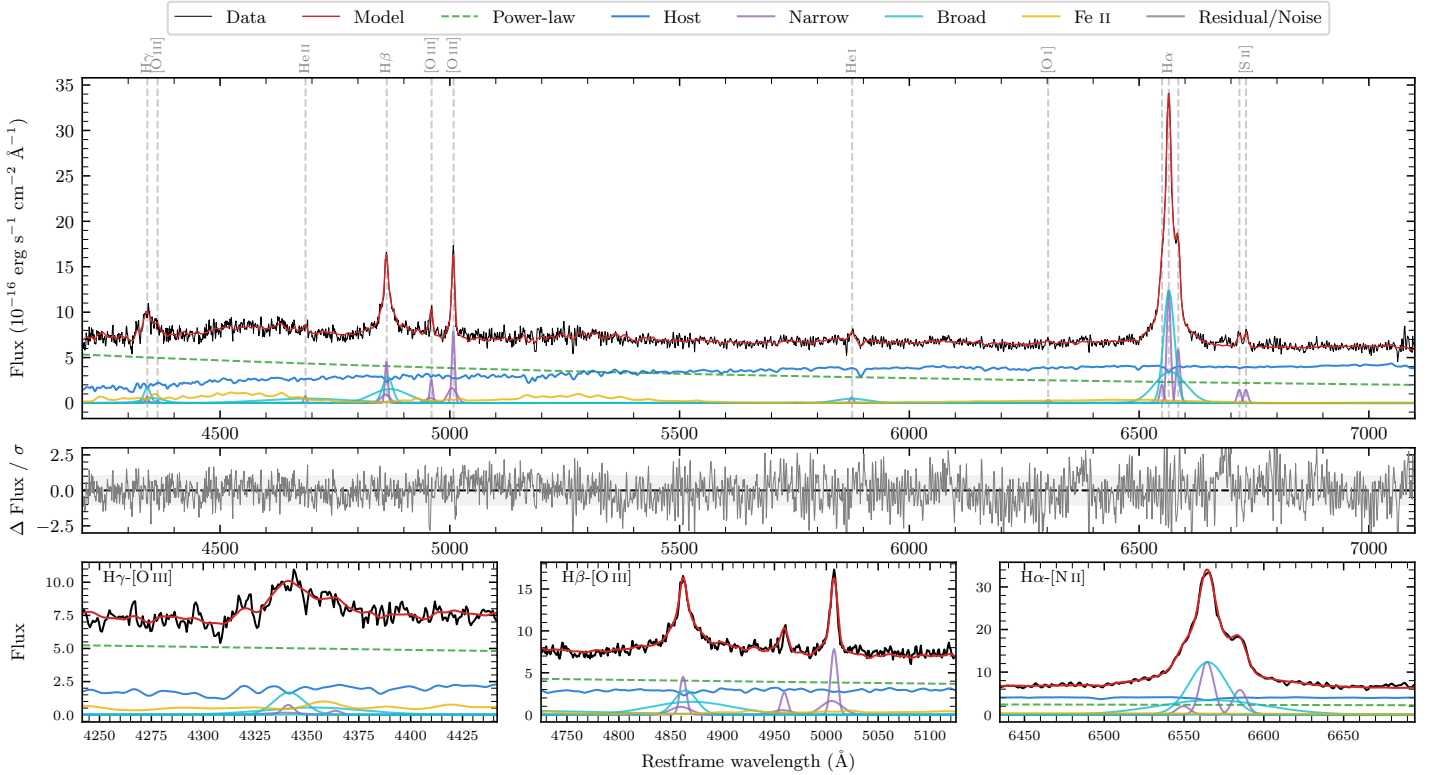 Data Model Power-law Host Narrow Broad Fe II Residual/Noise
Hγ [O III] He II Hβ [O III] [O III] He I [O I] Hα [S II]
Flux (10⁻¹⁶ erg s⁻¹ cm⁻² Å⁻¹)
35
30
25
20
15
10
5
0
4500 5000 5500 6000 6500 7000
Δ Flux / σ
2.5
0.0
−2.5
4500 5000 5500 6000 6500 7000
Flux
Hγ-[O III]
10.0
7.5
5.0
2.5
0.0
4250 4275 4300 4325 4350 4375 4400 4425
Hβ-[O III]
15
10
5
0
4750 4800 4850 4900 4950 5000 5050 5100
Hα-[N II]
30
20
10
0
6450 6500 6550 6600 6650
Restframe wavelength (Å)